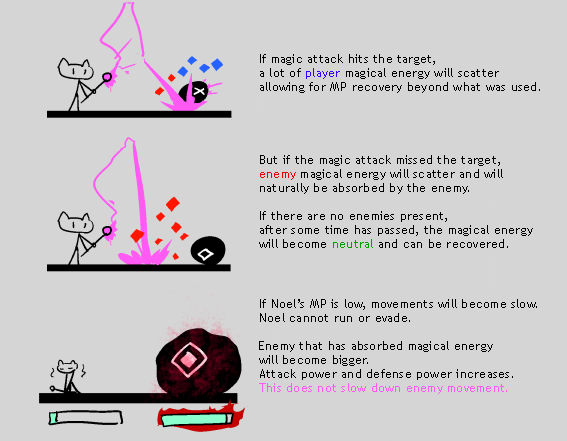 If magic attack hits the target,
a lot of player magical energy will scatter
allowing for MP recovery beyond what was used.
But if the magic attack missed the target,
enemy magical energy will scatter and will
naturally be absorbed by the enemy.
If there are no enemies present,
after some time has passed, the magical energy
will become neutral and can be recovered.
If Noel's MP is low, movements will become slow.
Noel cannot run or evade.
Enemy that has absorbed magical energy
will become bigger.
Attack power and defense power increases.
This does not slow down enemy movement.